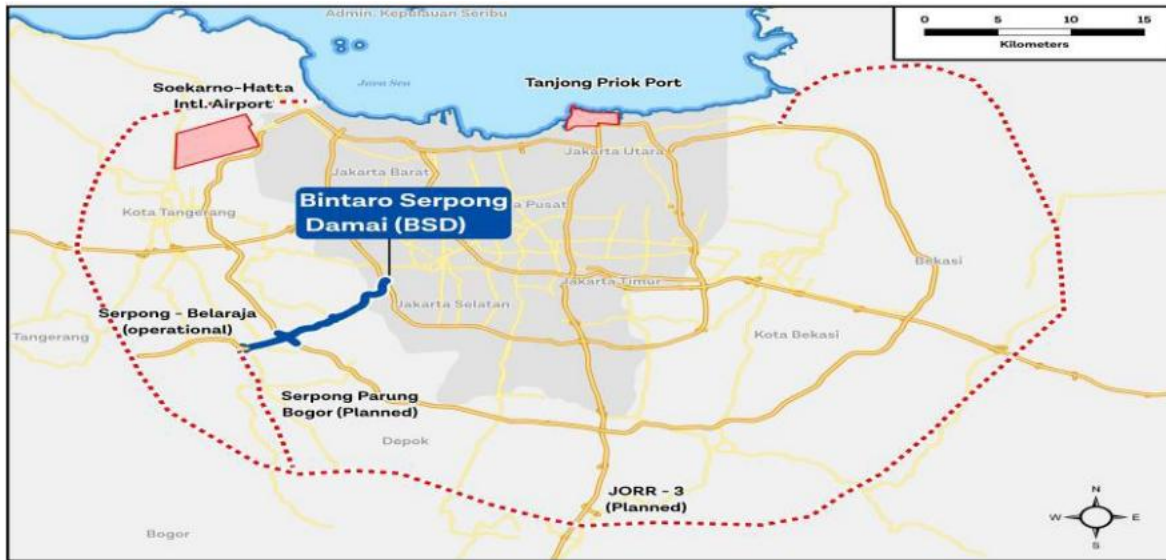 Admin. Kepulauan Seribu
0 5 10 15
Kilometers
Java Sea
Soekarno-Hatta
Intl. Airport
Tanjong Priok Port
Jakarta Utara
Jakarta Barat
Bintaro Serpong
Damai (BSD)
Pusat
Kota Tangerang
Bekasi
Jakarta Timur
Jakarta Selatan
Serpong - Belaraja
(operational)
Tangerang
Kota Bekasi
Serpong Parung
Bogor (Planned)
Depok
JORR - 3
(Planned)
Bogor
N
W E
S